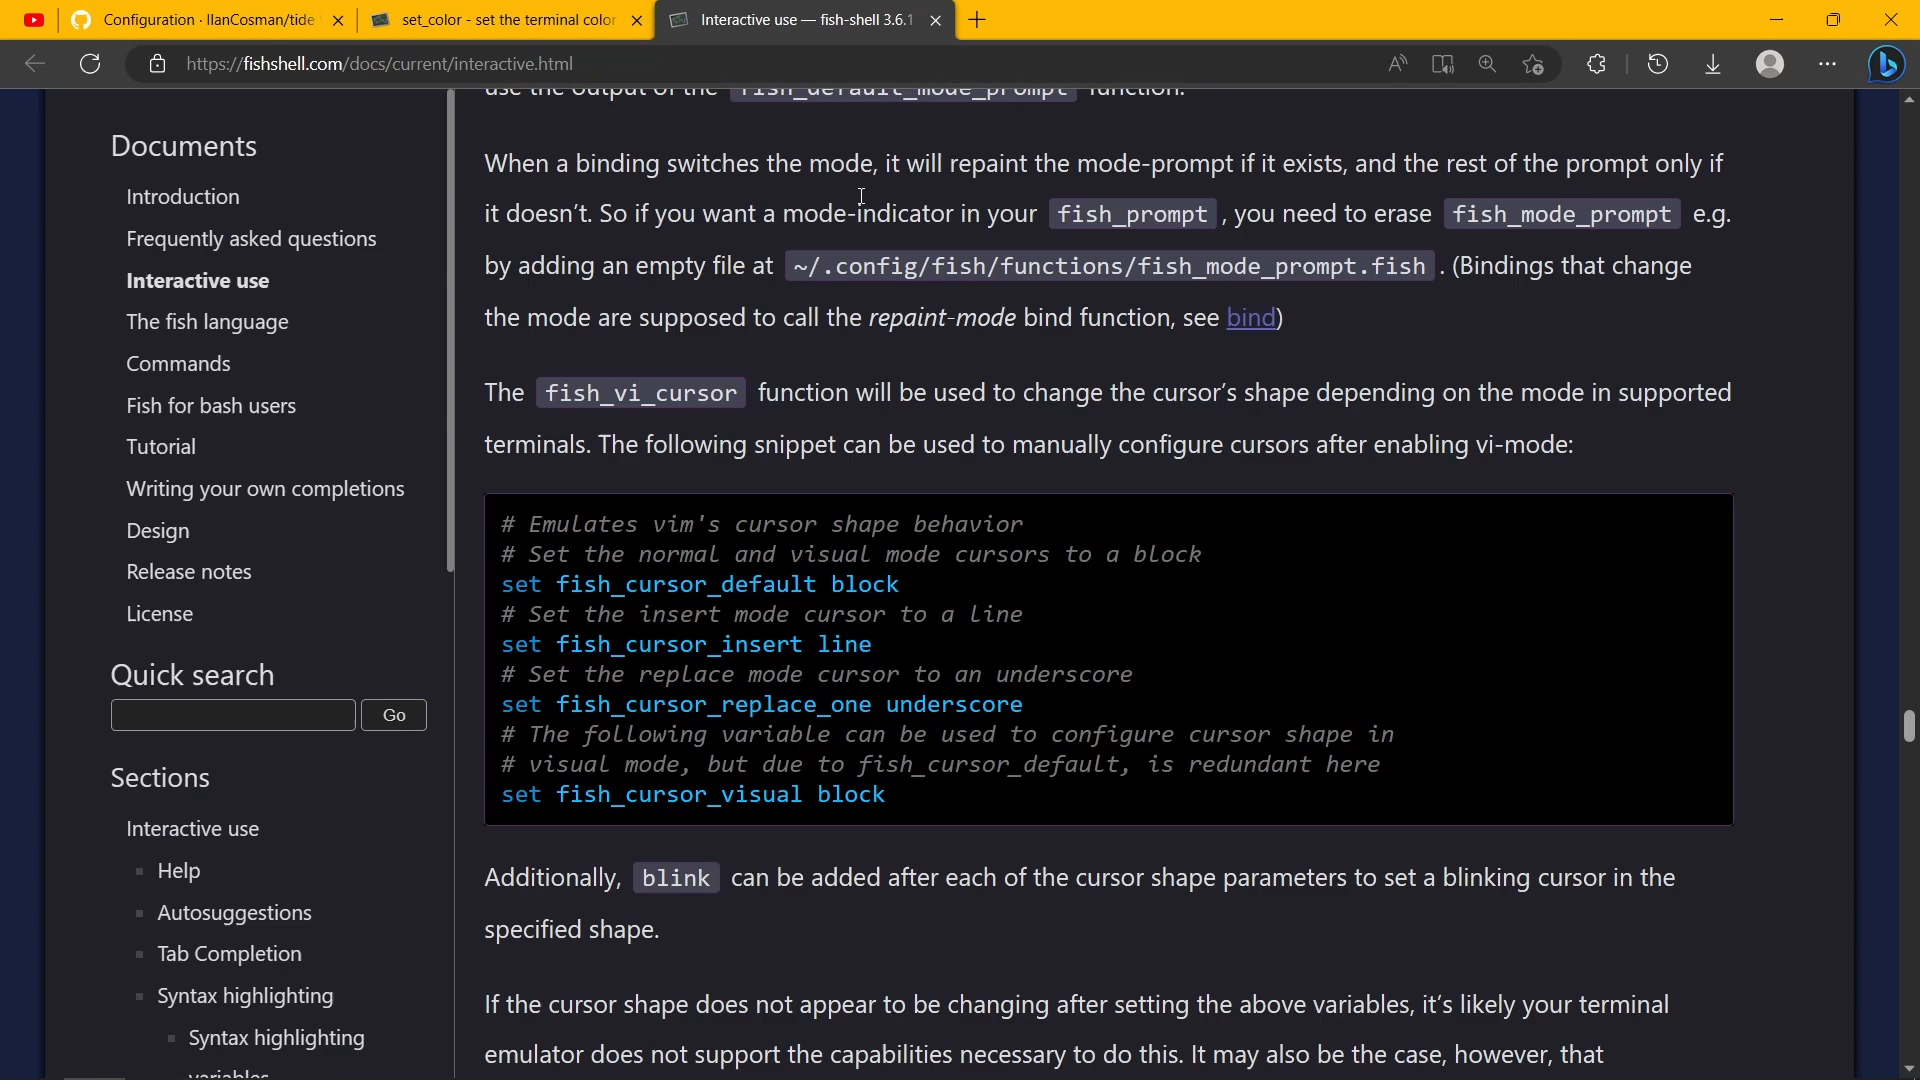 Configuration · IlanCosman/tide
set_color - set the terminal color
Interactive use — fish-shell 3.6.1
https://fishshell.com/docs/current/interactive.html
Documents
Introduction
Frequently asked questions
Interactive use
The fish language
Commands
Fish for bash users
Tutorial
Writing your own completions
Design
Release notes
License
Quick search
Go
Sections
Interactive use
Help
Autosuggestions
Tab Completion
Syntax highlighting
Syntax highlighting
variables
use the output of the fish_default_mode_prompt function.
When a binding switches the mode, it will repaint the mode-prompt if it exists, and the rest of the prompt only if
it doesn’t. So if you want a mode-indicator in your fish_prompt, you need to erase fish_mode_prompt e.g.
by adding an empty file at ~/.config/fish/functions/fish_mode_prompt.fish. (Bindings that change
the mode are supposed to call the repaint-mode bind function, see bind)
The fish_vi_cursor function will be used to change the cursor’s shape depending on the mode in supported
terminals. The following snippet can be used to manually configure cursors after enabling vi-mode:
# Emulates vim's cursor shape behavior
# Set the normal and visual mode cursors to a block
set fish_cursor_default block
# Set the insert mode cursor to a line
set fish_cursor_insert line
# Set the replace mode cursor to an underscore
set fish_cursor_replace_one underscore
# The following variable can be used to configure cursor shape in
# visual mode, but due to fish_cursor_default, is redundant here
set fish_cursor_visual block
Additionally, blink can be added after each of the cursor shape parameters to set a blinking cursor in the
specified shape.
If the cursor shape does not appear to be changing after setting the above variables, it’s likely your terminal
emulator does not support the capabilities necessary to do this. It may also be the case, however, that